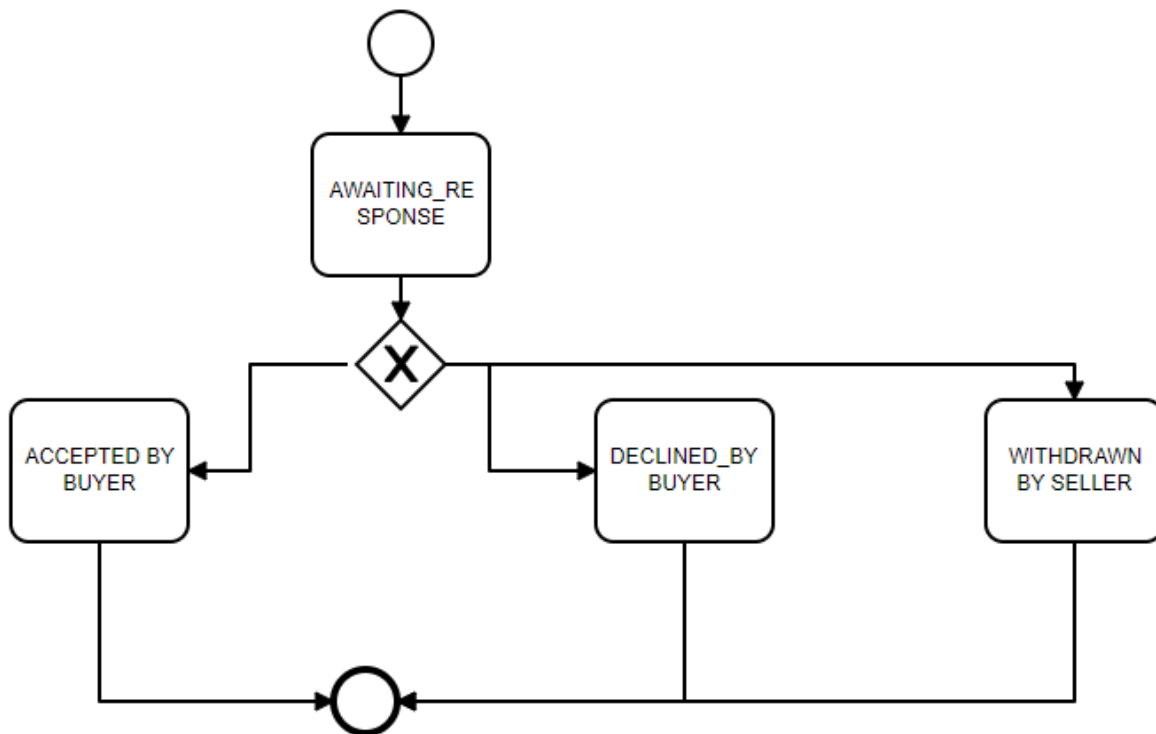 AWAITING_RE
SPONSE
X
ACCEPTED BY
BUYER
DECLINED_BY
BUYER
WITHDRAWN
BY SELLER